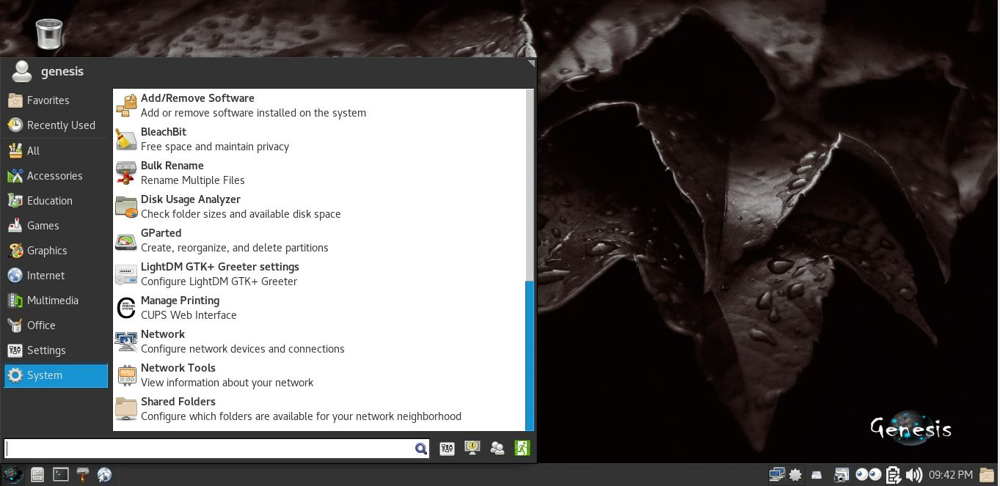 genesis
Favorites
Recently Used
All
Accessories
Education
Games
Graphics
Internet
Multimedia
Office
Settings
System
Add/Remove Software
Add or remove software installed on the system
BleachBit
Free space and maintain privacy
Bulk Rename
Rename Multiple Files
Disk Usage Analyzer
Check folder sizes and available disk space
GParted
Create, reorganize, and delete partitions
LightDM GTK+ Greeter settings
Configure LightDM GTK+ Greeter
Manage Printing
CUPS Web Interface
Network
Configure network devices and connections
Network Tools
View information about your network
Shared Folders
Configure which folders are available for your network neighborhood
Genesis
09:42 PM